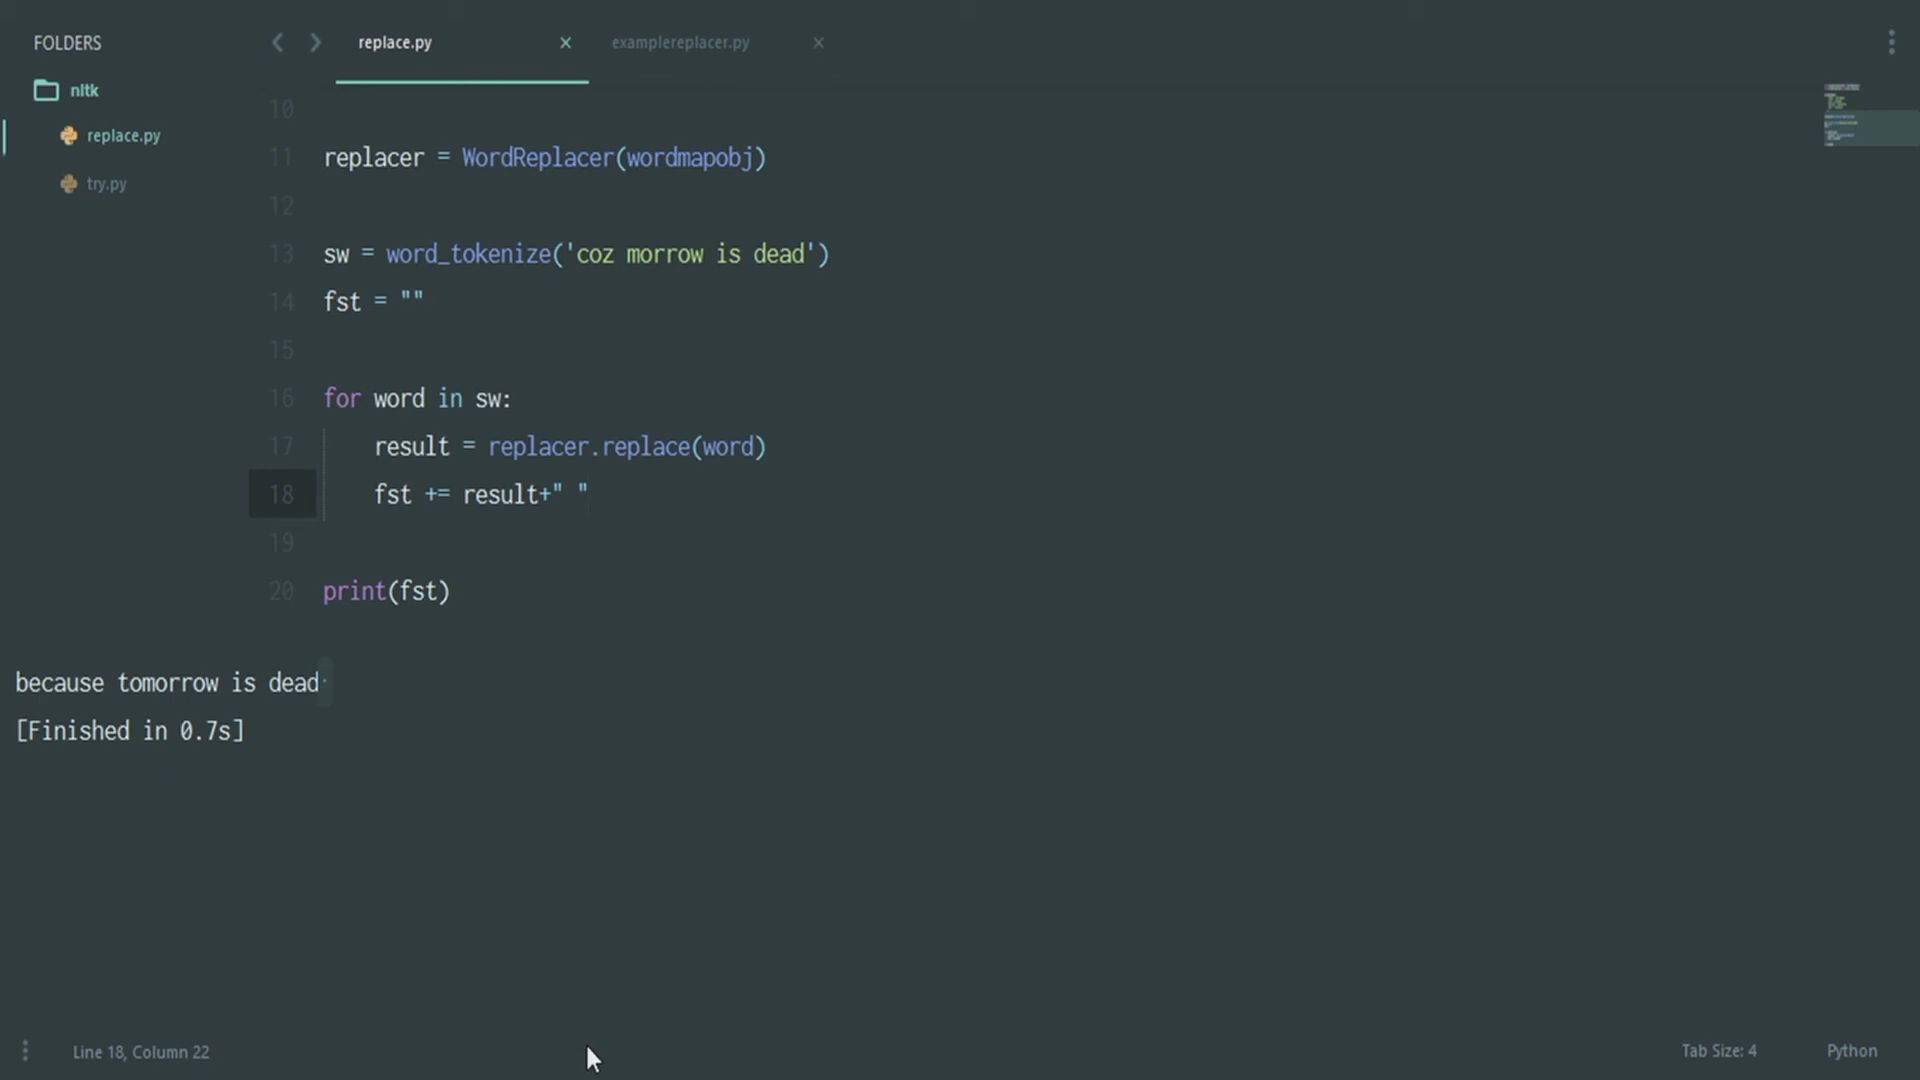 FOLDERS
nltk
replace.py
try.py
replace.py
examplereplacer.py
10
11 replacer = WordReplacer(wordmapobj)
12
13 sw = word_tokenize('coz morrow is dead')
14 fst = ""
15
16 for word in sw:
17     result = replacer.replace(word)
18     fst += result+" "
19
20 print(fst)
because tomorrow is dead
[Finished in 0.7s]
Line 18, Column 22
Tab Size: 4
Python